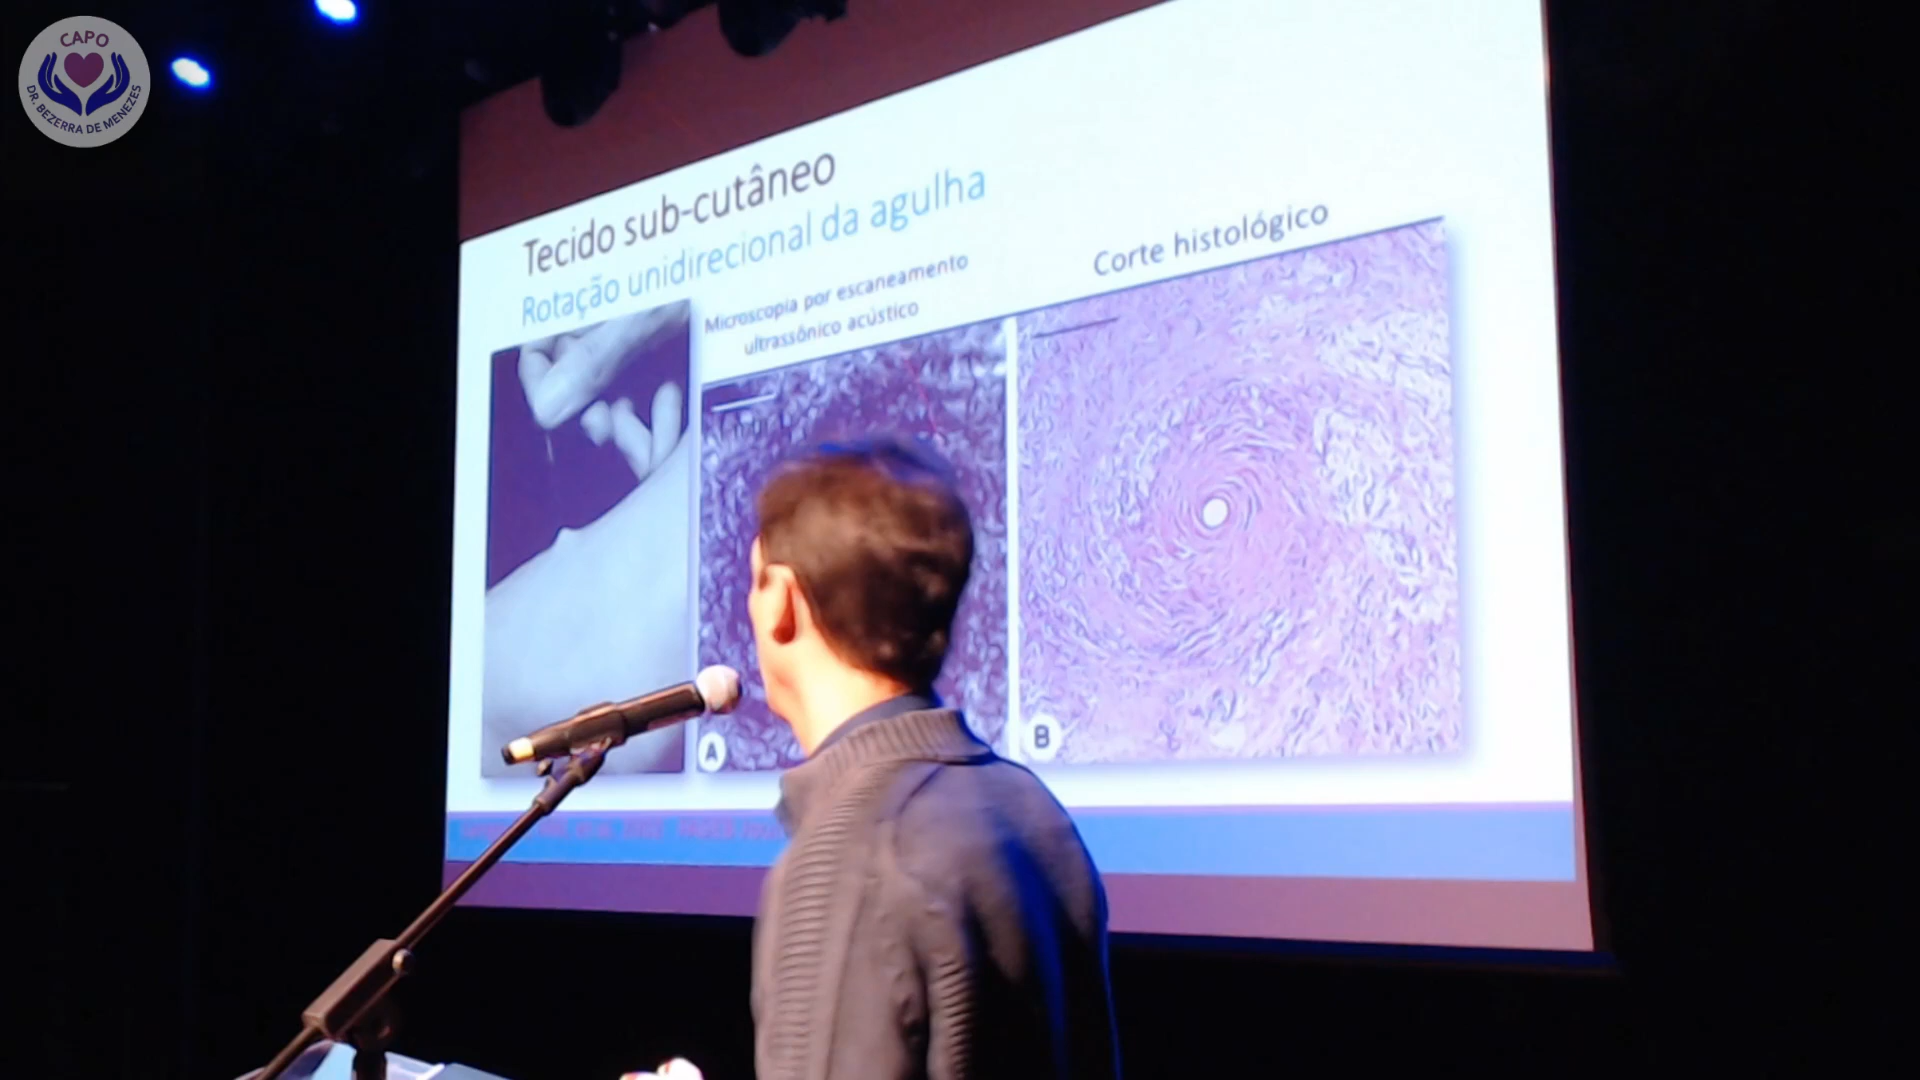 CAPO
DR. BEZERRA DE MENEZES
Tecido sub-cutâneo
Rotação unidirecional da agulha
Microscopia por escaneamento
ultrassônico acústico
Corte histológico
A
B